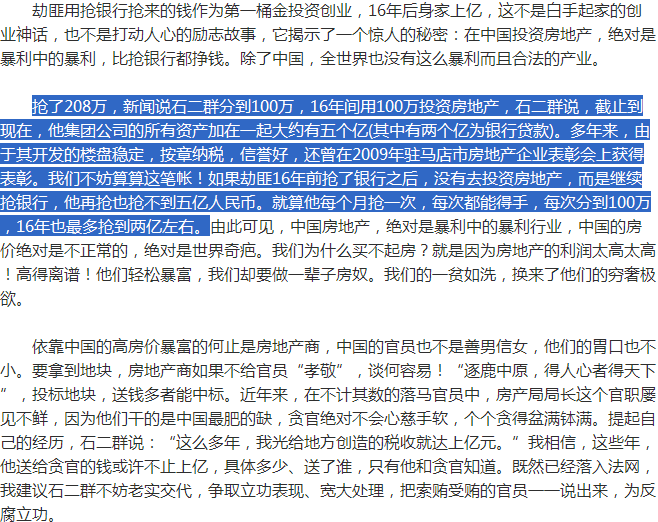 劫匪用抢银行抢来的钱作为第一桶金投资创业，16年后身家上亿，这不是白手起家的创
业神话，也不是打动人心的励志故事，它揭示了一个惊人的秘密：在中国投资房地产，绝对是
暴利中的暴利，比抢银行都挣钱。除了中国，全世界也没有这么暴利而且合法的产业。
抢了208万，新闻说石二群分到100万，16年间用100万投资房地产，石二群说，截止到
现在，他集团公司的所有资产加在一起大约有五个亿(其中有两个亿为银行贷款)。多年来，由
于其开发的楼盘稳定，按章纳税，信誉好，还曾在2009年驻马店市房地产企业表彰会上获得
表彰。我们不妨算算这笔帐！如果劫匪16年前抢了银行之后，没有去投资房地产，而是继续
抢银行，他再抢也抢不到五亿人民币。就算他每个月抢一次，每次都能得手，每次分到100万
，16年也最多抢到两亿左右。由此可见，中国房地产，绝对是暴利中的暴利行业，中国的房
价绝对是不正常的，绝对是世界奇疤。我们为什么买不起房？就是因为房地产的利润太高太高
！高得离谱！他们轻松暴富，我们却要做一辈子房奴。我们的一贫如洗，换来了他们的穷奢极
欲。
依靠中国的高房价暴富的何止是房地产商，中国的官员也不是善男信女，他们的胃口也不
小。要拿到地块，房地产商如果不给官员“孝敬”，谈何容易！“逐鹿中原，得人心者得天下
”，投标地块，送钱多者能中标。近年来，在不计其数的落马官员中，房产局局长这个官职屡
见不鲜，因为他们干的是中国最肥的缺，贪官绝对不会心慈手软，个个贪得盆满钵满。提起自
己的经历，石二群说：“这么多年，我光给地方创造的税收就达上亿元。”我相信，这些年，
他送给贪官的钱或许不止上亿，具体多少、送了谁，只有他和贪官知道。既然已经落入法网，
我建议石二群不妨老实交代，争取立功表现、宽大处理，把索贿受贿的官员一一说出来，为反
腐立功。